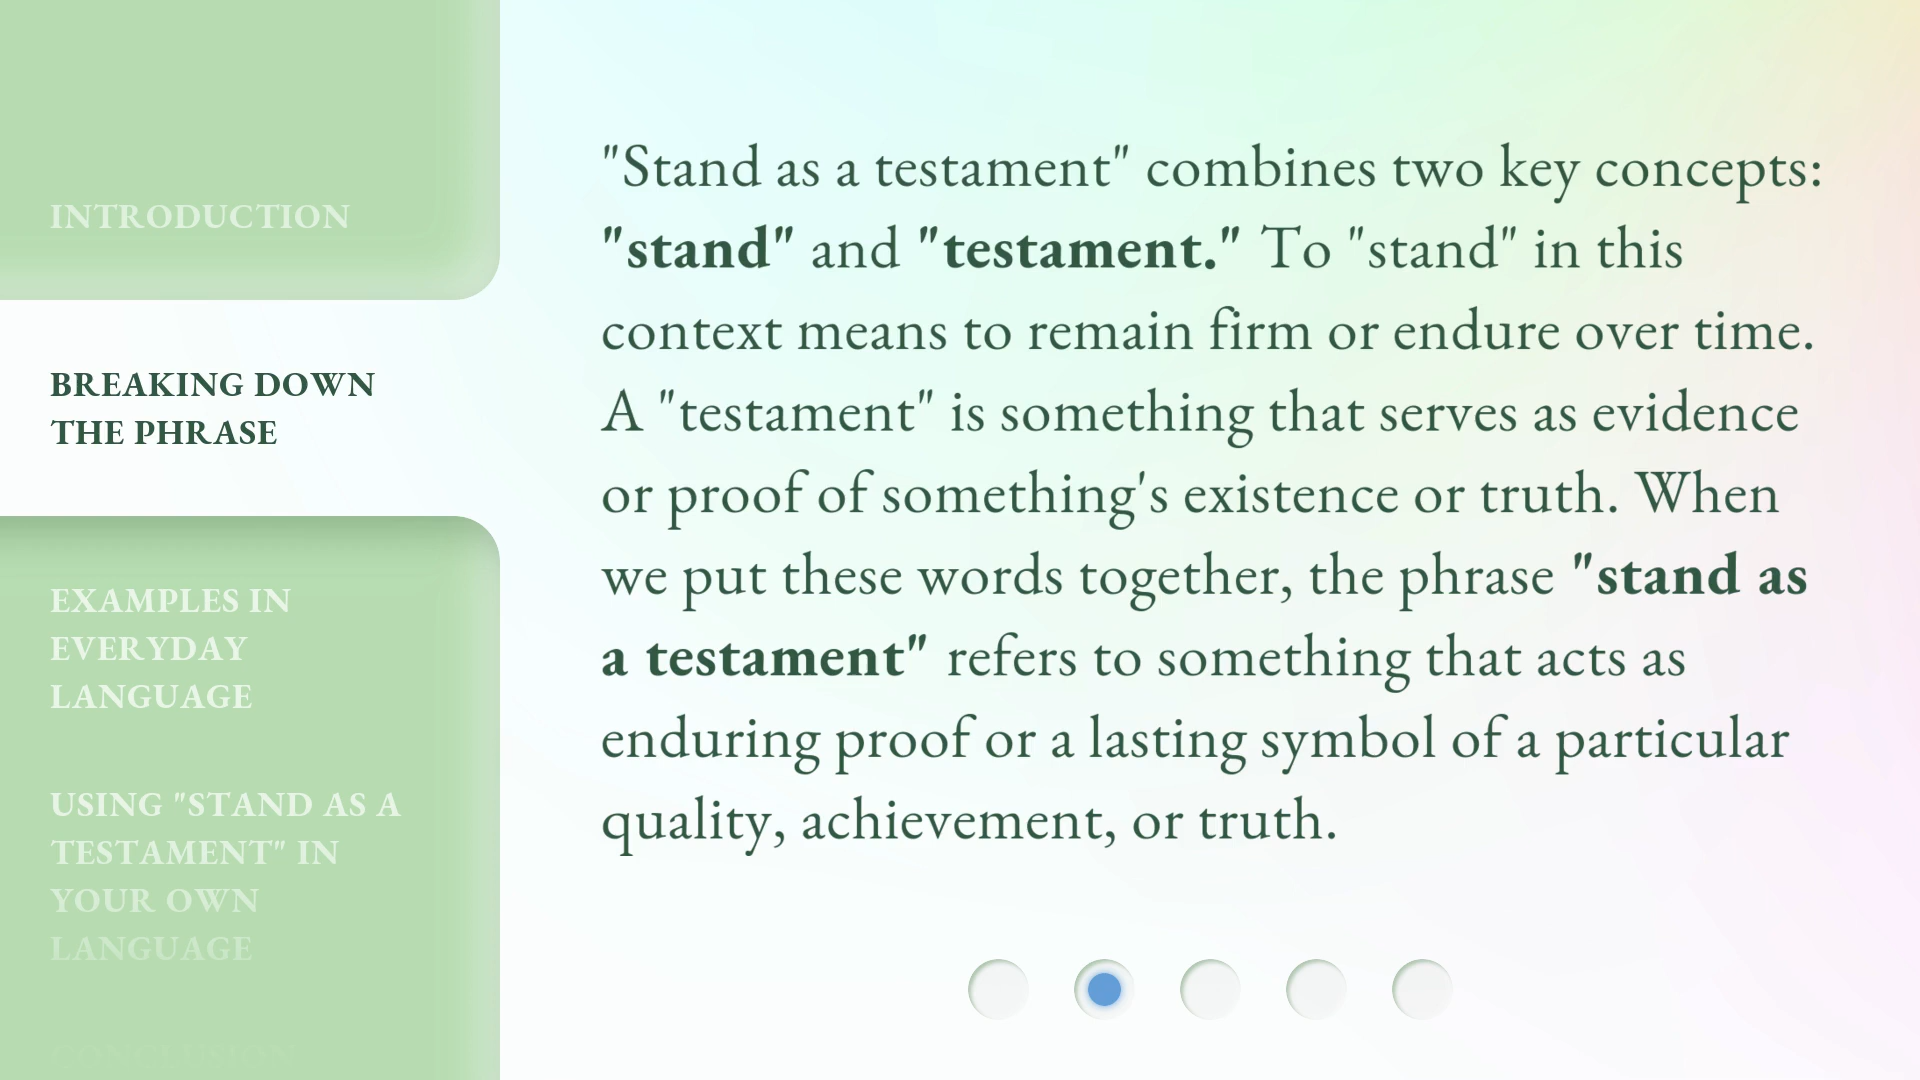 INTRODUCTION
BREAKING DOWN
THE PHRASE
EXAMPLES IN
EVERYDAY
LANGUAGE
USING "STAND AS A
TESTAMENT" IN
YOUR OWN
LANGUAGE
CONCLUSION
"Stand as a testament" combines two key concepts:
"stand" and "testament." To "stand" in this
context means to remain firm or endure over time.
A "testament" is something that serves as evidence
or proof of something's existence or truth. When
we put these words together, the phrase "stand as
a testament" refers to something that acts as
enduring proof or a lasting symbol of a particular
quality, achievement, or truth.